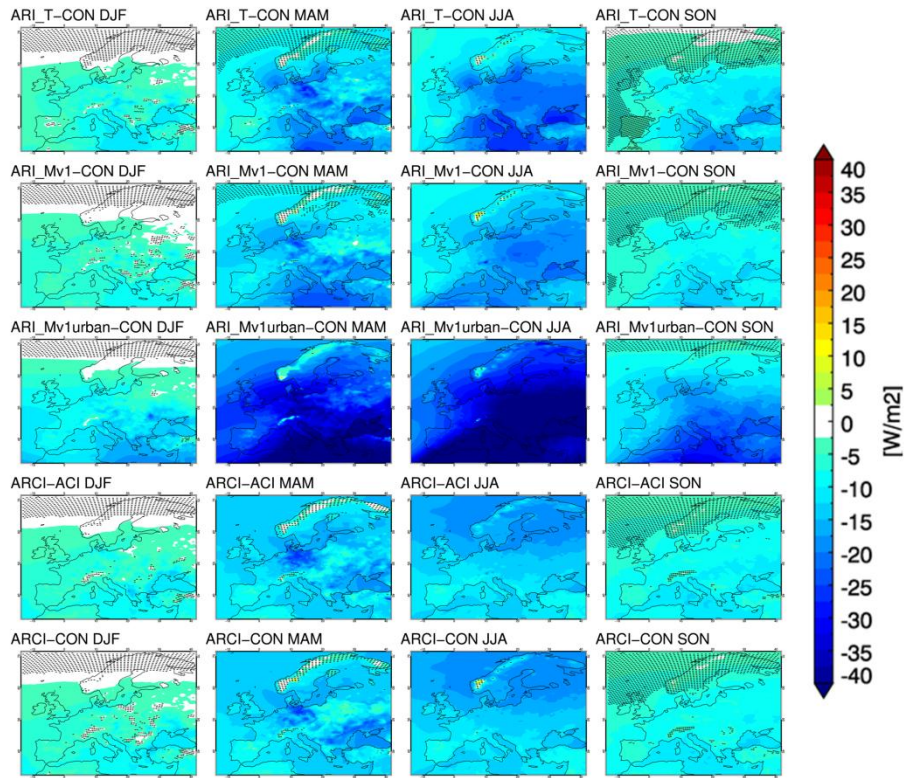 ARI_T-CON DJF
ARI_T-CON MAM
ARI_T-CON JJA
ARI_T-CON SON
ARI_Mv1-CON DJF
ARI_Mv1-CON MAM
ARI_Mv1-CON JJA
ARI_Mv1-CON SON
ARI_Mv1urban-CON DJF
ARI_Mv1urban-CON MAM
ARI_Mv1urban-CON JJA
ARI_Mv1urban-CON SON
ARCI-ACI DJF
ARCI-ACI MAM
ARCI-ACI JJA
ARCI-ACI SON
ARCI-CON DJF
ARCI-CON MAM
ARCI-CON JJA
ARCI-CON SON
40
35
30
25
20
15
10
5
0
-5
-10
-15
-20
-25
-30
-35
-40
[W/m2]